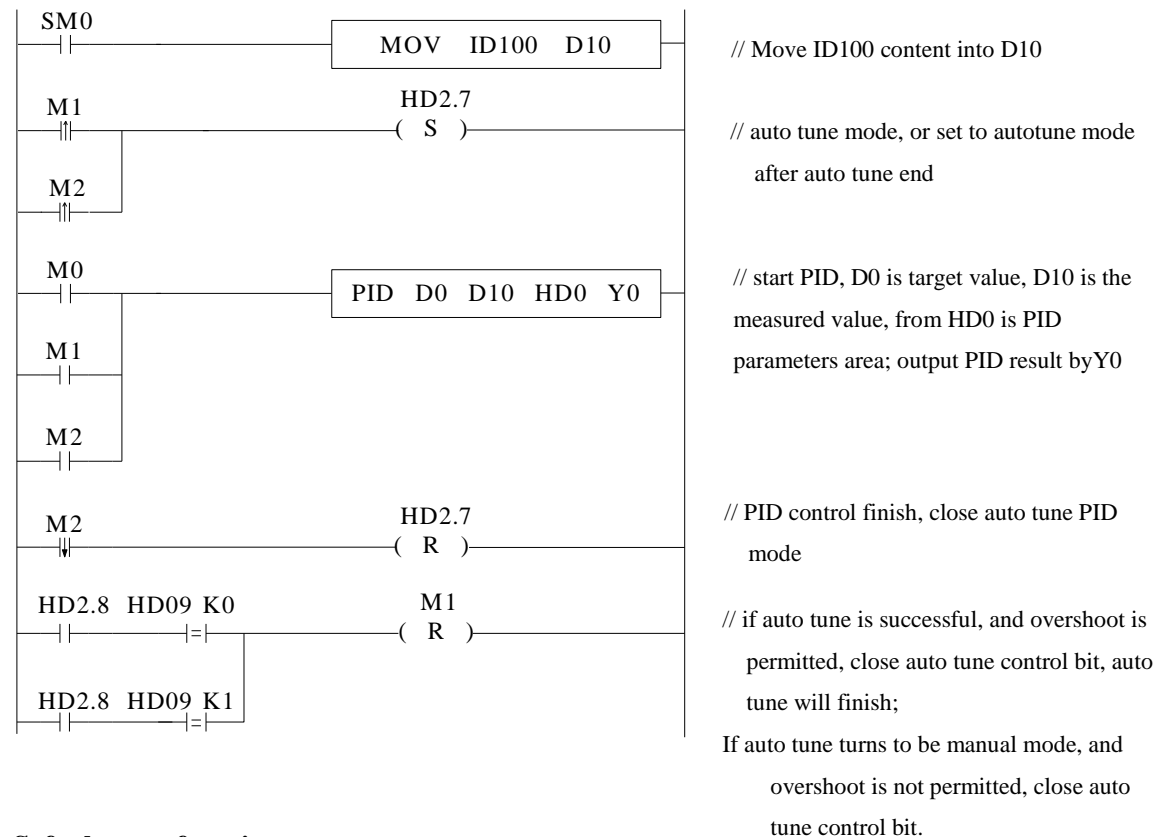 SM0
MOV ID100 D10
// Move ID100 content into D10
M1
HD2.7
( S )
// auto tune mode, or set to autotune mode
after auto tune end
M2
M0
PID D0 D10 HD0 Y0
// start PID, D0 is target value, D10 is the
measured value, from HD0 is PID
parameters area; output PID result byY0
M1
M2
M2
HD2.7
( R )
// PID control finish, close auto tune PID
mode
HD2.8 HD09 K0
=
M1
( R )
// if auto tune is successful, and overshoot is
permitted, close auto tune control bit, auto
tune will finish;
HD2.8 HD09 K1
=
If auto tune turns to be manual mode, and
overshoot is not permitted, close auto
tune control bit.